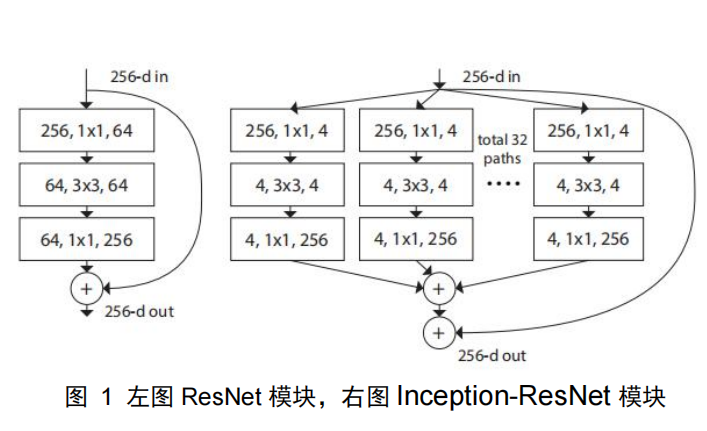 256-d in
256, 1x1, 64
64, 3x3, 64
64, 1x1, 256
+
256-d out
256-d in
256, 1x1, 4
256, 1x1, 4
256, 1x1, 4
total 32
paths
4, 3x3, 4
4, 3x3, 4
....
4, 3x3, 4
4, 1x1, 256
4, 1x1, 256
4, 1x1, 256
+
+
256-d out
图 1 左图 ResNet 模块，右图 Inception-ResNet 模块